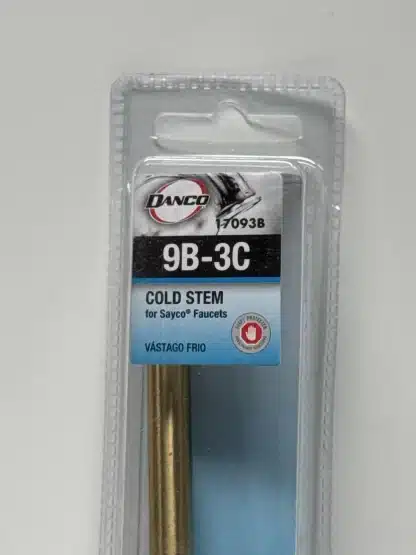 DANCO
17093B
9B-3C
COLD STEM
for Sayco® Faucets
VÁSTAGO FRIO